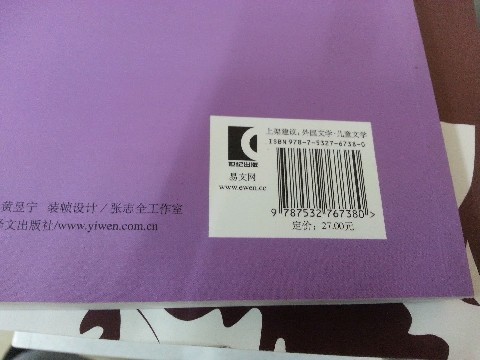 上架建议：外国文学·儿童文学
ISBN 978-7-5327-6738-0
世纪出版
易文网
www.ewen.cc
9 787532 767380 >
定价：27.00元
黄昱宁 装帧设计／张志全工作室
译文出版社/www.yiwen.com.cn